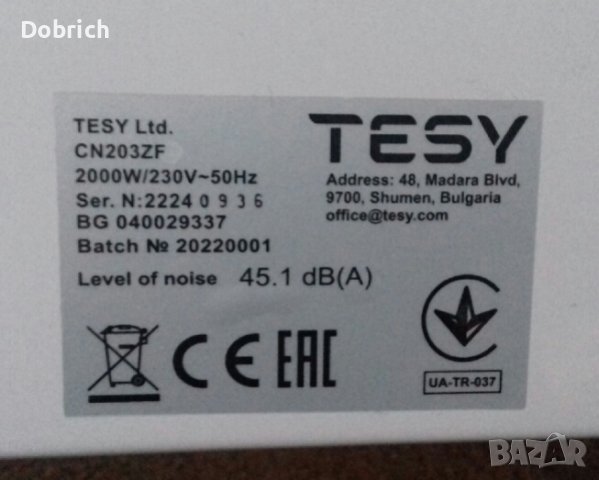 Dobrich
TESY Ltd.
CN203ZF
2000W/230V~50Hz
Ser. N:2224 0 9 3 6
BG 040029337
Batch № 20220001
Level of noise 45.1 dB(A)
TESY
Address: 48, Madara Blvd,
9700, Shumen, Bulgaria
office@tesy.com
CE EAC
UA-TR-037
BAZAR